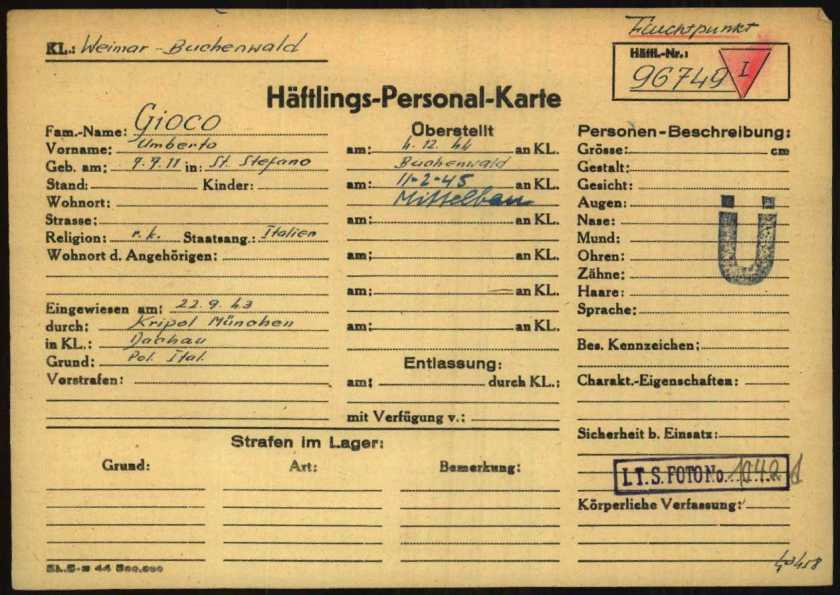 KL.: Weimar-Buchenwald
Fluchtpunkt
Häftl.-Nr.:
96749
I
Häftlings-Personal-Karte
Fam.-Name: Gioco
Vorname: Umberto
Geb. am: 9.9.11 in: St. Stefano
Stand: Kinder:
Wohnort:
Strasse:
Religion: r.k. Staatsang.: Italien
Wohnort d. Angehörigen:
Eingewiesen am: 22.9.43
durch: Kripol München
in KL.: Dachau
Grund: Pol. Ital.
Vorstrafen:
Oberstellt
am: 4.12.44 an KL.
Buchenwald
am: 11-2-45 an KL.
Mittelbau
am: an KL.
am: an KL.
am: an KL.
am: an KL.
Entlassung:
am: durch KL.:
mit Verfügung v.:
Personen-Beschreibung:
Grösse: cm
Gestalt:
Gesicht:
Augen:
Nase:
Mund:
Ohren:
Zähne:
Haare:
Sprache:
Ü
Bes. Kennzeichen:
Charakt.-Eigenschaften:
Sicherheit b. Einsatz:
I.T.S. FOTO No.
Körperliche Verfassung:
Strafen im Lager:
Grund: Art: Bemerkung: